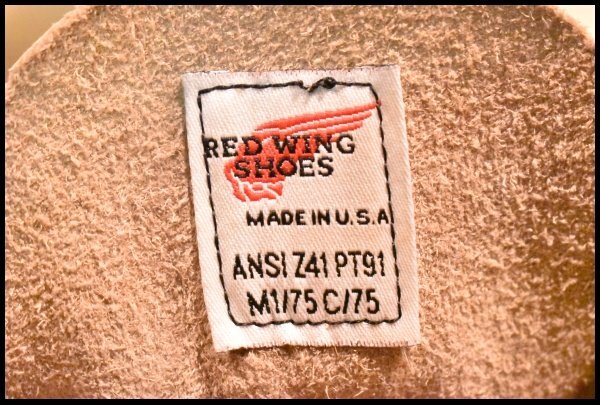 RED WING
SHOES
MADE IN U.S.A
ANSI Z41 PT91
M1/75 C/75